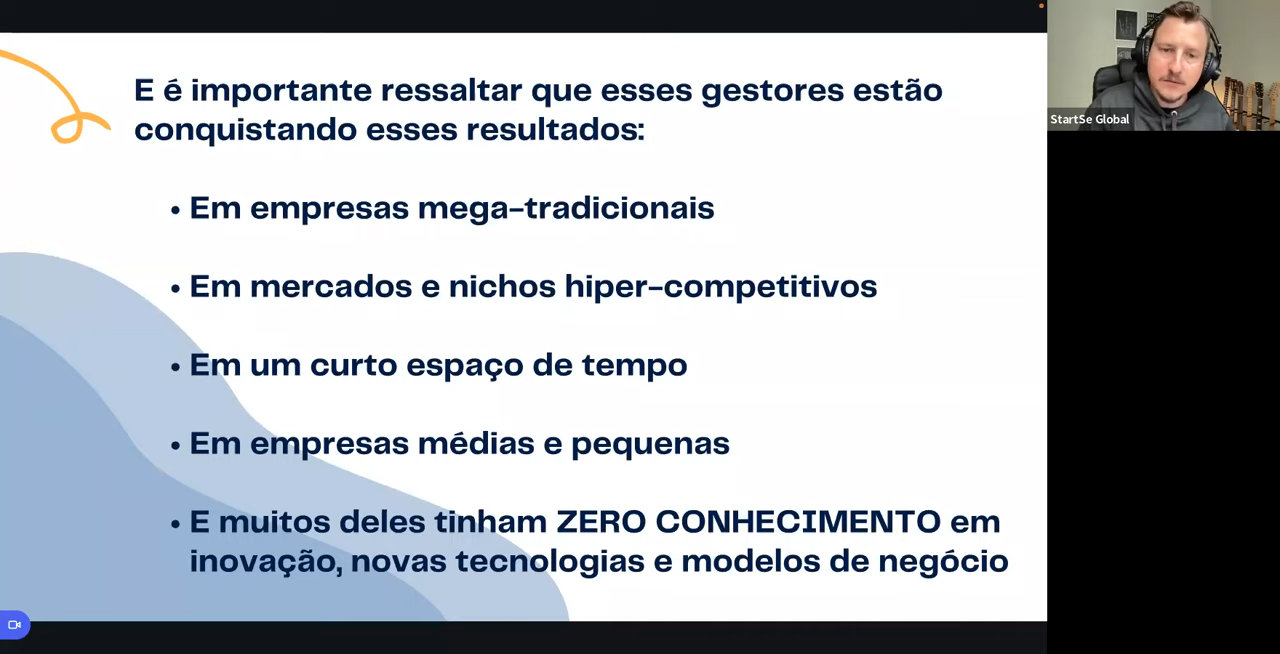 E é importante ressaltar que esses gestores estão
conquistando esses resultados:
• Em empresas mega-tradicionais
• Em mercados e nichos hiper-competitivos
• Em um curto espaço de tempo
• Em empresas médias e pequenas
• E muitos deles tinham ZERO CONHECIMENTO em
inovação, novas tecnologias e modelos de negócio
StartSe Global